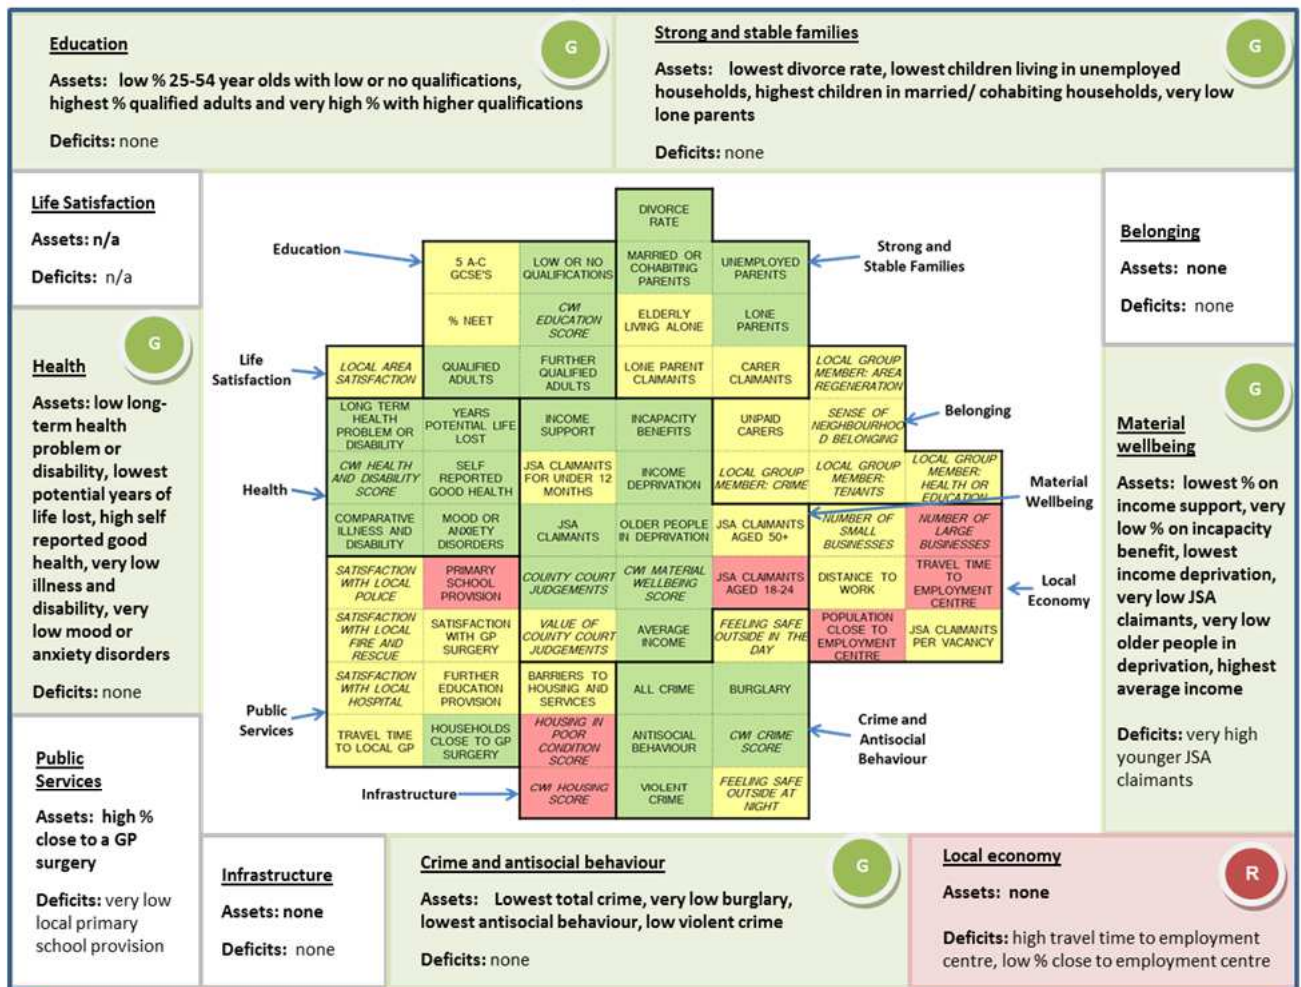 Education
G
Assets: low % 25-54 year olds with low or no qualifications,
highest % qualified adults and very high % with higher qualifications
Deficits: none
Strong and stable families
G
Assets: lowest divorce rate, lowest children living in unemployed
households, highest children in married/ cohabiting households, very low
lone parents
Deficits: none
Life Satisfaction
Assets: n/a
Deficits: n/a
Health
G
Assets: low long-
term health
problem or
disability, lowest
potential years of
life lost, high self
reported good
health, very low
illness and
disability, very
low mood or
anxiety disorders
Deficits: none
Public
Services
Assets: high %
close to a GP
surgery
Deficits: very low
local primary
school provision
Education
Life
Satisfaction
Health
Public
Services
Infrastructure
DIVORCE
RATE
5 A-C
GCSE'S
LOW OR NO
QUALIFICATIONS
MARRIED OR
COHABITING
PARENTS
UNEMPLOYED
PARENTS
% NEET
CWI
EDUCATION
SCORE
ELDERLY
LIVING ALONE
LONE
PARENTS
LOCAL AREA
SATISFACTION
QUALIFIED
ADULTS
FURTHER
QUALIFIED
ADULTS
LONE PARENT
CLAIMANTS
CARER
CLAIMANTS
LOCAL GROUP
MEMBER: AREA
REGENERATION
LONG TERM
HEALTH
PROBLEM OR
DISABILITY
YEARS
POTENTIAL LIFE
LOST
INCOME
SUPPORT
INCAPACITY
BENEFITS
UNPAID
CARERS
SENSE OF
NEIGHBOURHOO
D BELONGING
CWI HEALTH
AND DISABILITY
SCORE
SELF
REPORTED
GOOD HEALTH
JSA CLAIMANTS
FOR UNDER 12
MONTHS
INCOME
DEPRIVATION
LOCAL GROUP
MEMBER: CRIME
LOCAL GROUP
MEMBER:
TENANTS
LOCAL GROUP
MEMBER:
HEALTH OR
EDUCATION
COMPARATIVE
ILLNESS AND
DISABILITY
MOOD OR
ANXIETY
DISORDERS
JSA
CLAIMANTS
OLDER PEOPLE
IN DEPRIVATION
JSA CLAIMANTS
AGED 50+
NUMBER OF
SMALL
BUSINESSES
NUMBER OF
LARGE
BUSINESSES
SATISFACTION
WITH LOCAL
POLICE
PRIMARY
SCHOOL
PROVISION
COUNTY COURT
JUDGEMENTS
CWI MATERIAL
WELLBEING
SCORE
JSA CLAIMANTS
AGED 18-24
DISTANCE TO
WORK
TRAVEL TIME
TO
EMPLOYMENT
CENTRE
SATISFACTION
WITH LOCAL
FIRE AND
RESCUE
SATISFACTION
WITH GP
SURGERY
VALUE OF
COUNTY COURT
JUDGEMENTS
AVERAGE
INCOME
FEELING SAFE
OUTSIDE IN THE
DAY
POPULATION
CLOSE TO
EMPLOYMENT
CENTRE
JSA CLAIMANTS
PER VACANCY
SATISFACTION
WITH LOCAL
HOSPITAL
FURTHER
EDUCATION
PROVISION
BARRIERS TO
HOUSING AND
SERVICES
ALL CRIME
BURGLARY
TRAVEL TIME
TO LOCAL GP
HOUSEHOLDS
CLOSE TO GP
SURGERY
HOUSING IN
POOR
CONDITION
SCORE
ANTISOCIAL
BEHAVIOUR
CWI CRIME
SCORE
CWI HOUSING
SCORE
VIOLENT
CRIME
FEELING SAFE
OUTSIDE AT
NIGHT
Strong and
Stable Families
Belonging
Material
Wellbeing
Local
Economy
Crime and
Antisocial
Behaviour
Belonging
Assets: none
Deficits: none
G
Material
wellbeing
Assets: lowest % on
income support, very
low % on incapacity
benefit, lowest
income deprivation,
very low JSA
claimants, very low
older people in
deprivation, highest
average income
Deficits: very high
younger JSA
claimants
Infrastructure
Assets: none
Deficits: none
Crime and antisocial behaviour
G
Assets: Lowest total crime, very low burglary,
lowest antisocial behaviour, low violent crime
Deficits: none
Local economy
R
Assets: none
Deficits: high travel time to employment
centre, low % close to employment centre